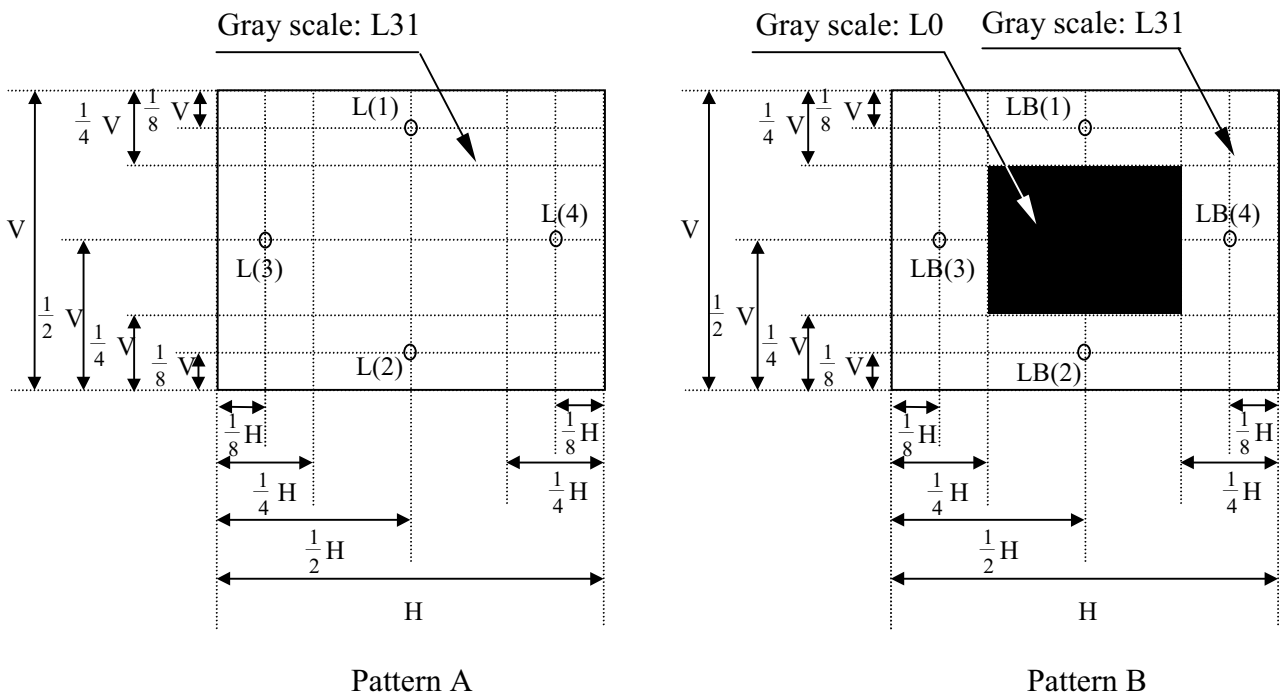 Gray scale: L31
1/8 V
1/4 V
L(1)
V
L(4)
L(3)
1/2 V
1/4 V
1/8 V
L(2)
1/8 H
1/8 H
1/4 H
1/4 H
1/2 H
H
Pattern A
Gray scale: L0
Gray scale: L31
1/8 V
1/4 V
LB(1)
V
LB(4)
LB(3)
1/2 V
1/4 V
1/8 V
LB(2)
1/8 H
1/8 H
1/4 H
1/4 H
1/2 H
H
Pattern B